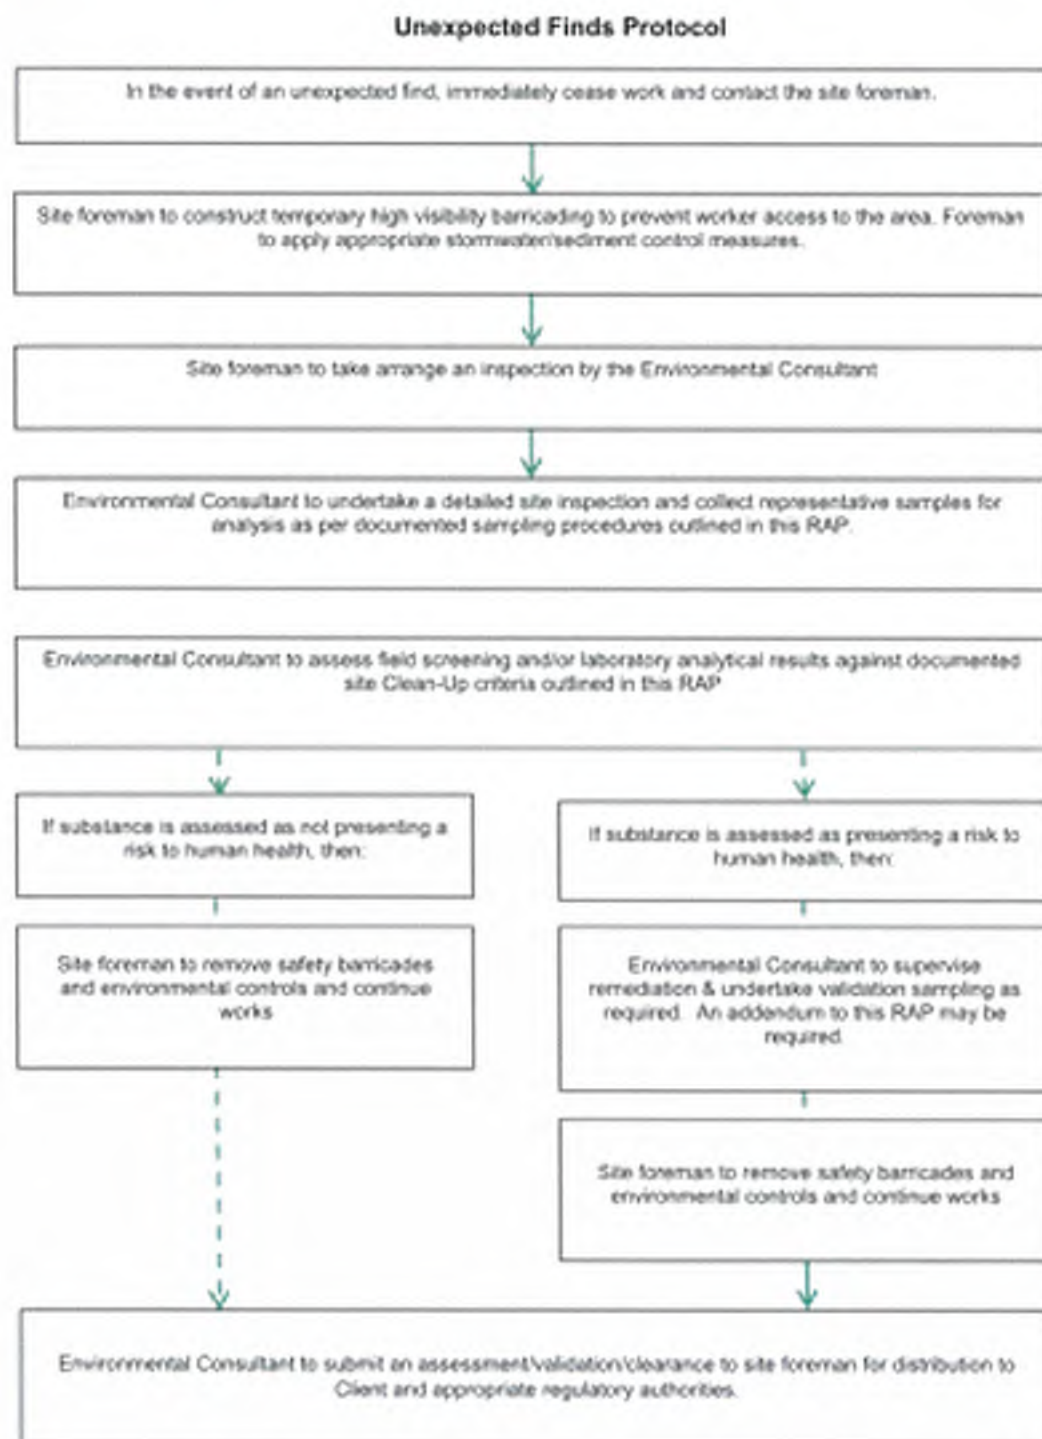 Unexpected Finds Protocol
In the event of an unexpected find, immediately cease work and contact the site foreman.
Site foreman to construct temporary high visibility barricading to prevent worker access to the area. Foreman
to apply appropriate stormwater/sediment control measures.
Site foreman to take arrange an inspection by the Environmental Consultant
Environmental Consultant to undertake a detailed site inspection and collect representative samples for
analysis as per documented sampling procedures outlined in this RAP.
Environmental Consultant to assess field screening and/or laboratory analytical results against documented
site Clean-Up criteria outlined in this RAP
If substance is assessed as not presenting a
risk to human health, then:
If substance is assessed as presenting a risk to
human health, then:
Site foreman to remove safety barricades
and environmental controls and continue
works
Environmental Consultant to supervise
remediation & undertake validation sampling as
required. An addendum to this RAP may be
required.
Site foreman to remove safety barricades and
environmental controls and continue works
Environmental Consultant to submit an assessment/validation/clearance to site foreman for distribution to
Client and appropriate regulatory authorities.